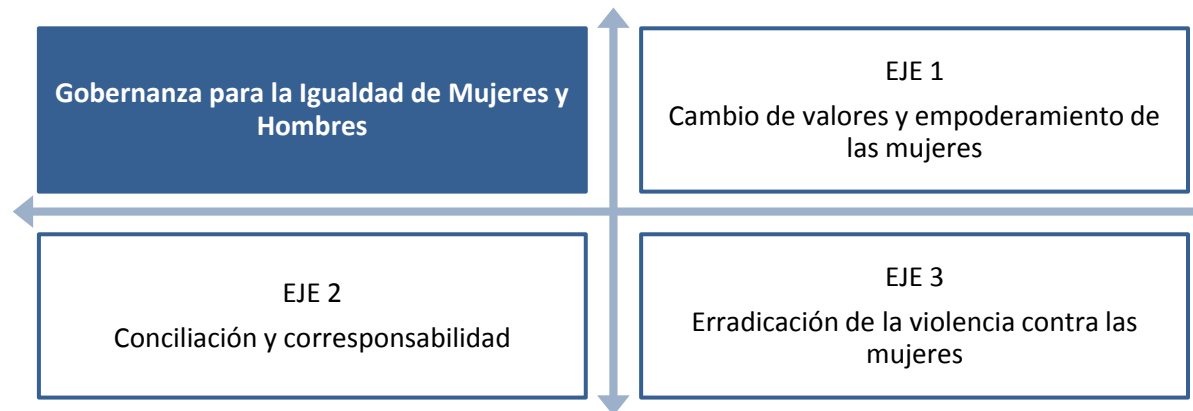 Gobernanza para la Igualdad de Mujeres y
Hombres
EJE 1
Cambio de valores y empoderamiento de
las mujeres
EJE 2
Conciliación y corresponsabilidad
EJE 3
Erradicación de la violencia contra las
mujeres